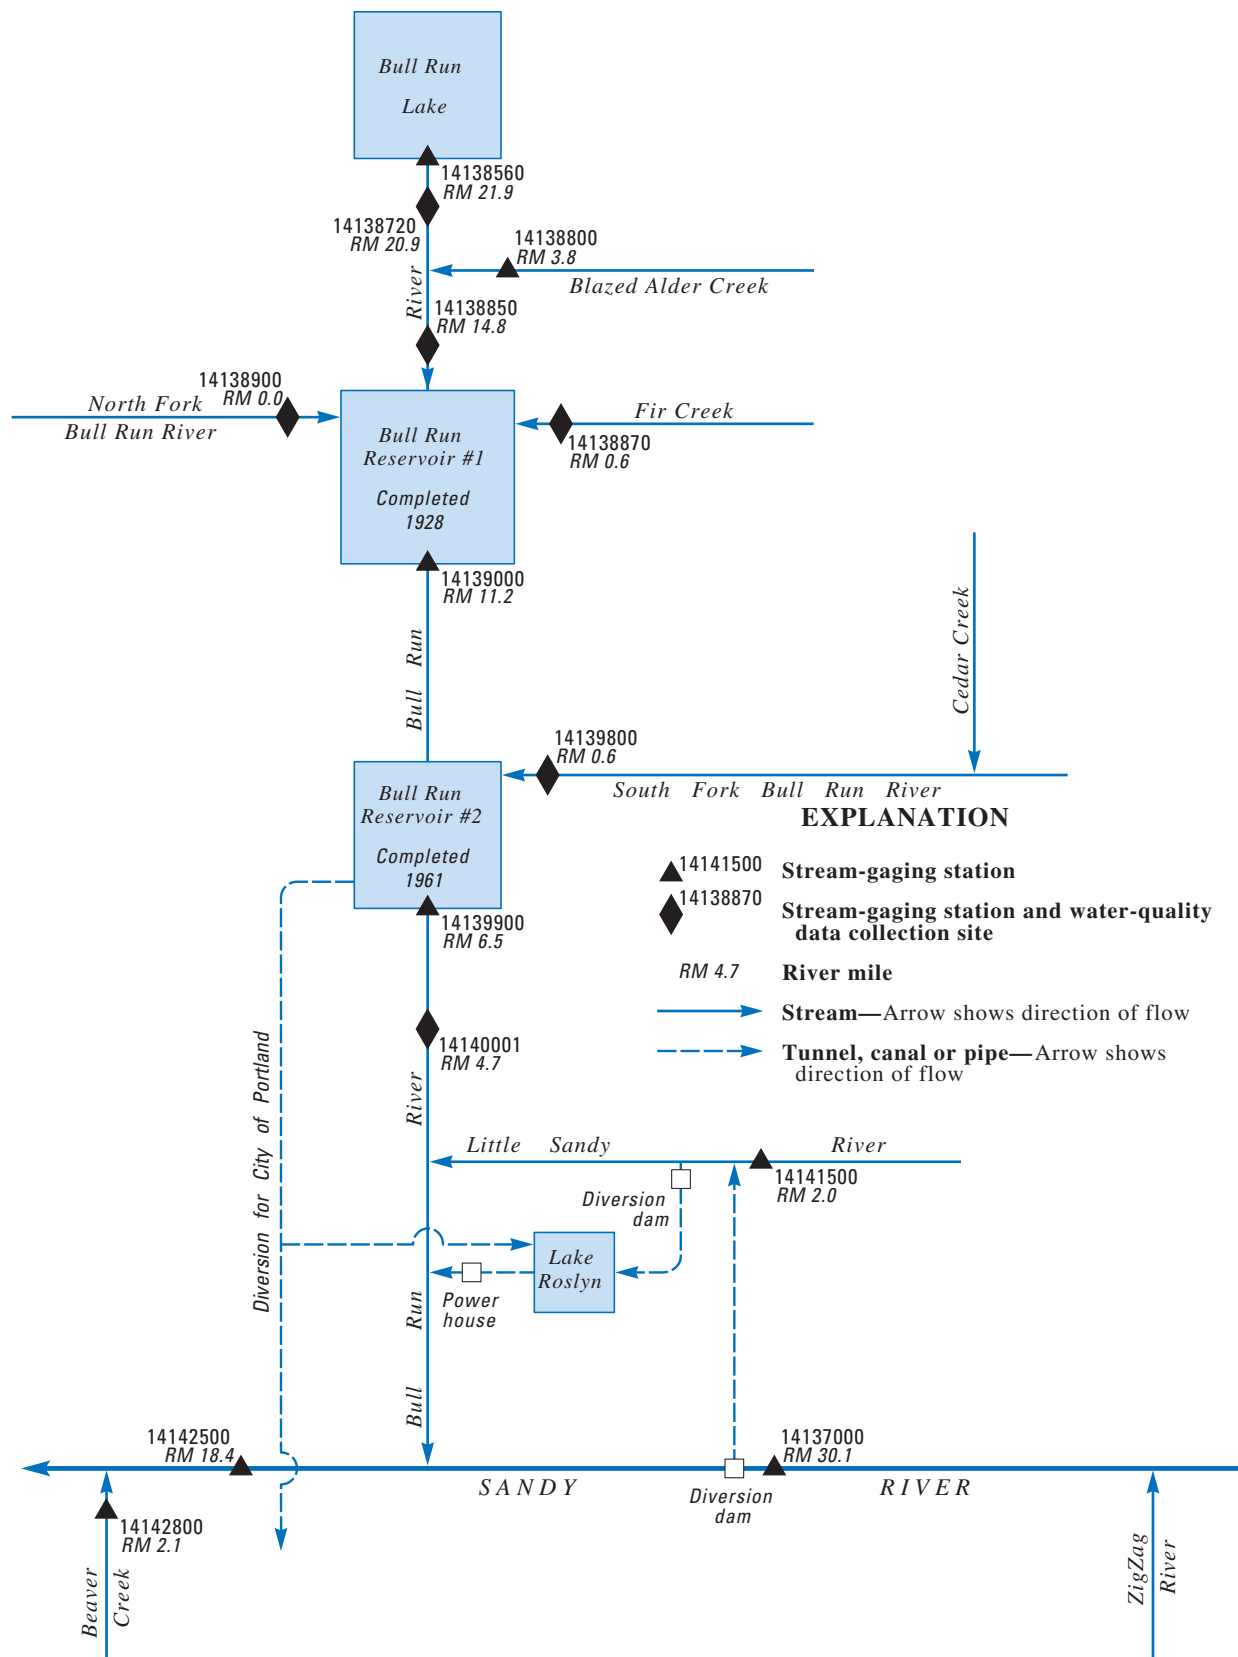 Bull Run
Lake
14138560
RM 21.9
14138720
RM 20.9
14138800
RM 3.8
Blazed Alder Creek
River
14138850
RM 14.8
14138900
RM 0.0
North Fork
Bull Run River
Fir Creek
14138870
RM 0.6
Bull Run
Reservoir #1
Completed
1928
14139000
RM 11.2
Bull Run
Cedar Creek
14139800
RM 0.6
South Fork Bull Run River
Bull Run
Reservoir #2
Completed
1961
14139900
RM 6.5
EXPLANATION
14141500
Stream-gaging station
14138870
Stream-gaging station and water-quality
data collection site
RM 4.7
River mile
Stream—Arrow shows direction of flow
Tunnel, canal or pipe—Arrow shows
direction of flow
14140001
RM 4.7
River
Diversion for City of Portland
Little Sandy River
14141500
RM 2.0
Diversion
dam
Lake
Roslyn
Power
house
Run
Bull
14142500
RM 18.4
14137000
RM 30.1
SANDY RIVER
Diversion
dam
14142800
RM 2.1
Beaver
Creek
ZigZag
River